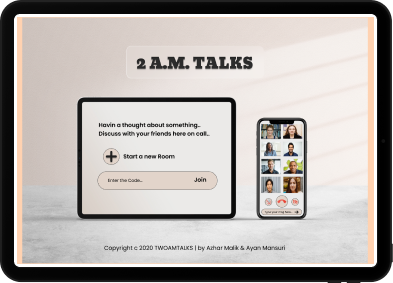 2 A.M. TALKS
Havin a thought about something..
Discuss with your friends here on call..
Start a new Room
Enter the Code.. Join
Copyright c 2020 TWOAMTALKS | by Azhar Malik & Ayan Mansuri